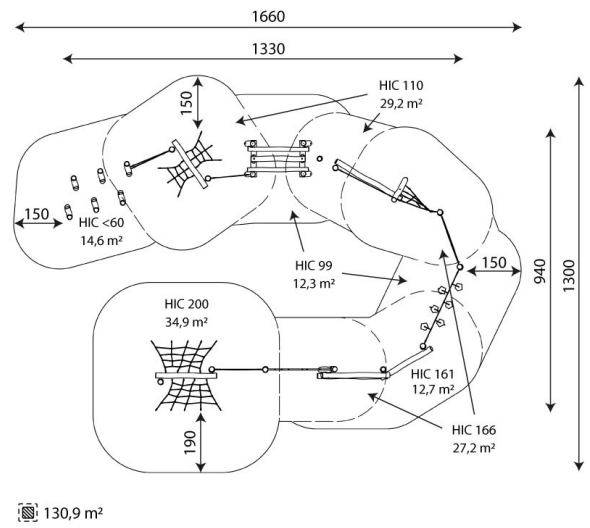 1660
1330
HIC 110
29,2 m²
150
150
HIC <60
14,6 m²
HIC 99
12,3 m²
150
940
1300
HIC 200
34,9 m²
HIC 161
12,7 m²
HIC 166
27,2 m²
190
130,9 m²